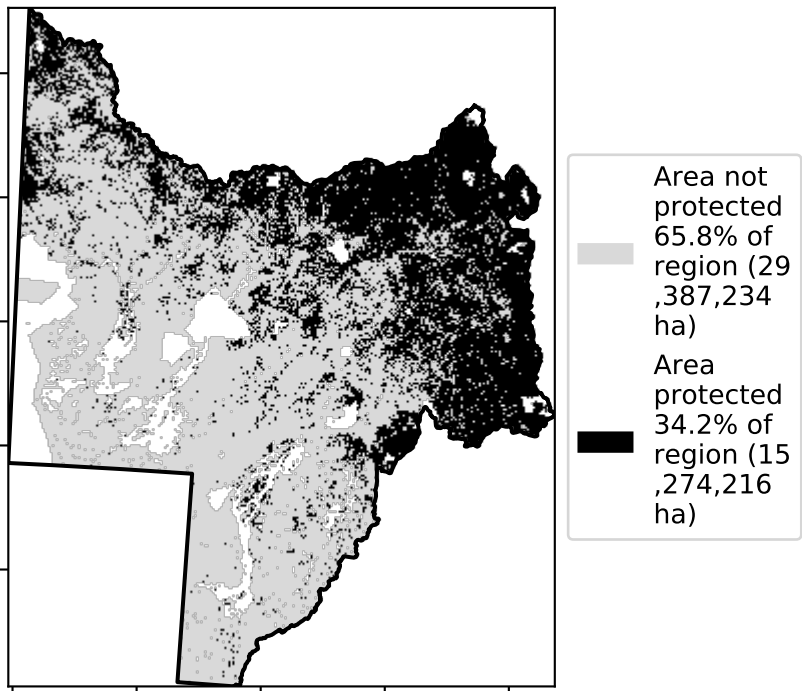 Area not
protected
65.8% of
region (29
,387,234
ha)
Area
protected
34.2% of
region (15
,274,216
ha)